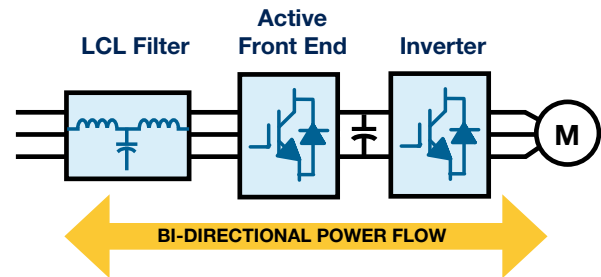 LCL Filter
Active
Front End
Inverter
M
BI-DIRECTIONAL POWER FLOW